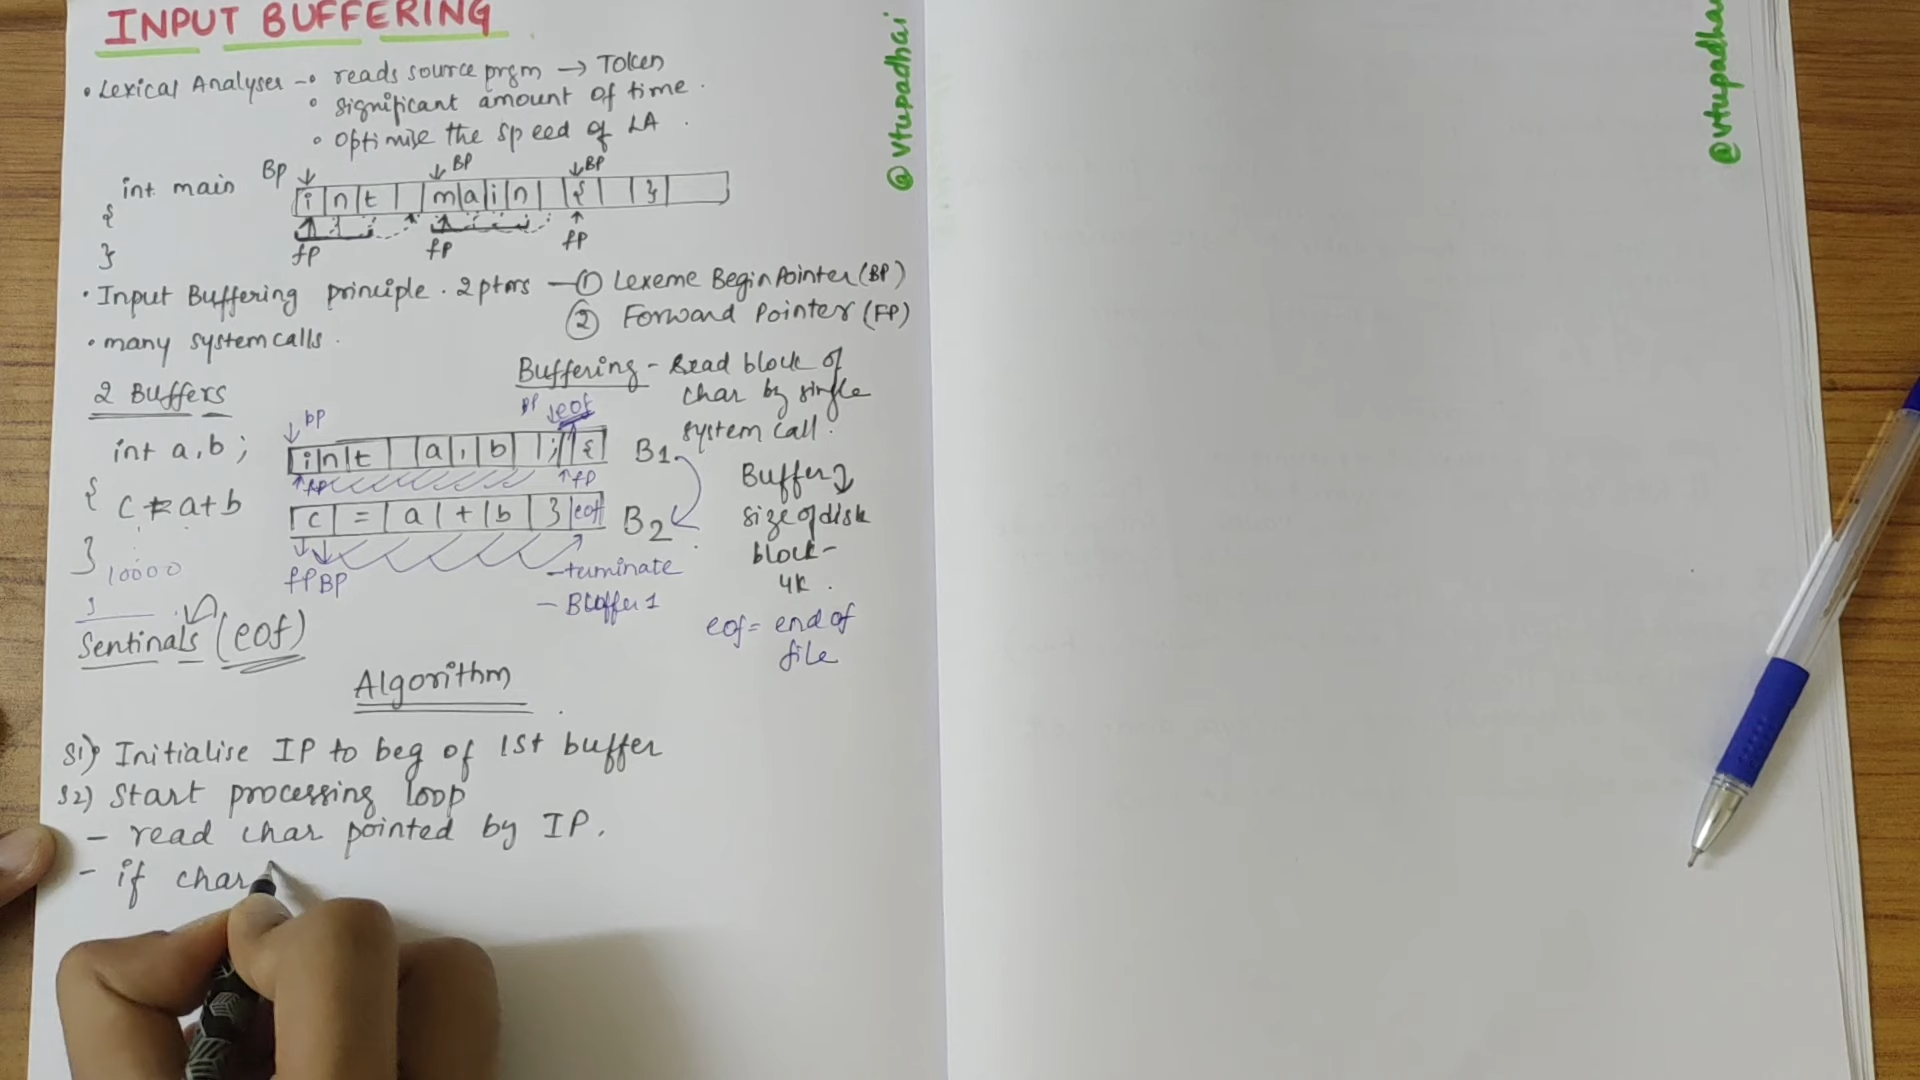 INPUT BUFFERING
• Lexical Analyser - • reads source prgm → Token
• significant amount of time.
• optimise the speed of LA.
int main
{
}
BP BP BP
i n t m a i n { }
fp fp fp
• Input Buffering principle. 2 ptrs - ① Lexeme Begin Pointer (BP)
② Forward Pointer (FP)
• many system calls.
Buffering - Read block of
char by single
system call.
2 Buffers
int a,b;
{
c = a+b
}
10000
}
bp eof
i n t a , b ; { B1
fp fp
c = a + b } eof B2
fp BP
- terminate
- Buffer 1
Buffer
size of disk
block -
4k.
eof = end of
file
Sentinals (eof)
Algorithm
S1) Initialise IP to beg of 1st buffer
S2) Start processing loop
- read char pointed by IP.
- if char
@vtupadhai
@vtupadhai